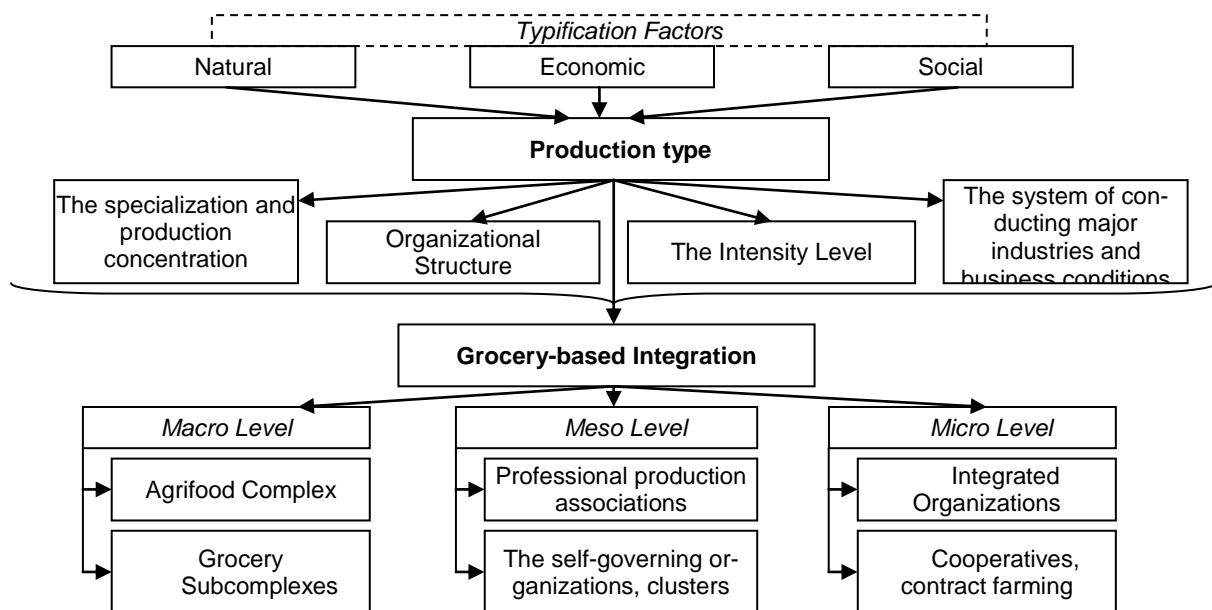 Typification Factors
Natural
Economic
Social
Production type
The specialization and
production
concentration
Organizational
Structure
The Intensity Level
The system of con-
ducting major
industries and
business conditions
Grocery-based Integration
Macro Level
Meso Level
Micro Level
Agrifood Complex
Professional production
associations
Integrated
Organizations
Grocery
Subcomplexes
The self-governing or-
ganizations, clusters
Cooperatives,
contract farming